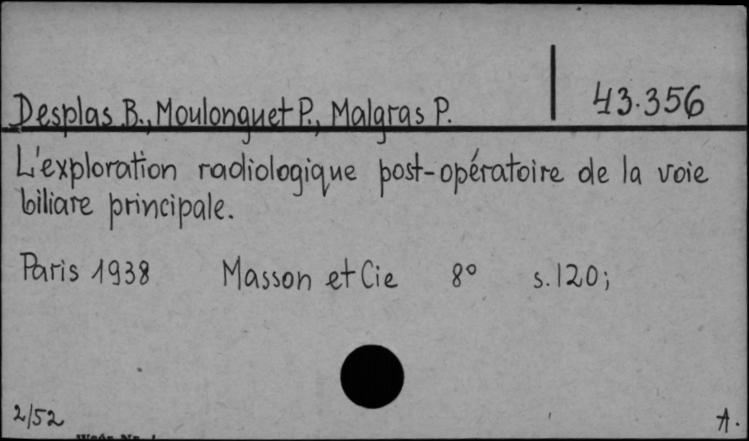 43.356
Desplas B., Moulonguet P., Malgras P.
L'exploration radiologique post-opératoire de la voie
biliare principale.
Paris 1938 Masson et Cie 8° s.120;
2/52
A.